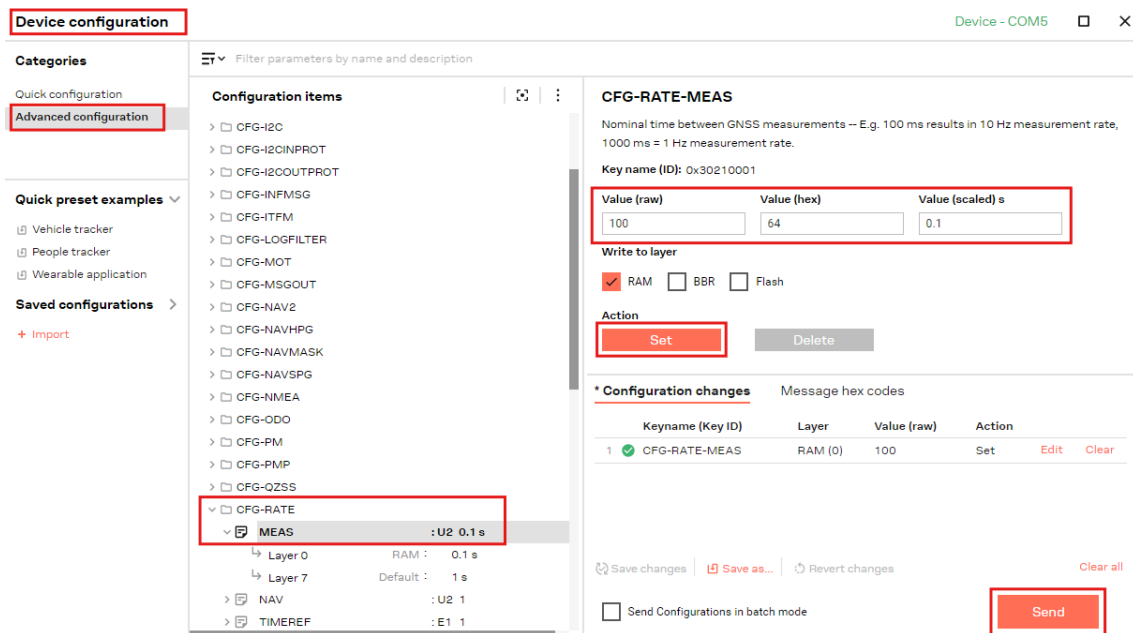 Device configuration
Device - COM5
Categories
Quick configuration
Advanced configuration
Quick preset examples
Vehicle tracker
People tracker
Wearable application
Saved configurations
+ Import
Filter parameters by name and description
Configuration items
CFG-I2C
CFG-I2CINPROT
CFG-I2COUTPROT
CFG-INFMSG
CFG-ITFM
CFG-LOGFILTER
CFG-MOT
CFG-MSGOUT
CFG-NAV2
CFG-NAVHPG
CFG-NAVMASK
CFG-NAVSPG
CFG-NMEA
CFG-ODO
CFG-PM
CFG-PMP
CFG-QZSS
CFG-RATE
MEAS : U2 0.1 s
Layer 0 RAM : 0.1 s
Layer 7 Default : 1 s
NAV : U2 1
TIMEREF : E1 1
CFG-RATE-MEAS
Nominal time between GNSS measurements -- E.g. 100 ms results in 10 Hz measurement rate,
1000 ms = 1 Hz measurement rate.
Key name (ID): 0x30210001
Value (raw) Value (hex) Value (scaled) s
100 64 0.1
Write to layer
RAM BBR Flash
Action
Set Delete
* Configuration changes Message hex codes
Keyname (Key ID) Layer Value (raw) Action
1 CFG-RATE-MEAS RAM (0) 100 Set Edit Clear
Save changes Save as... Revert changes Clear all
Send Configurations in batch mode Send